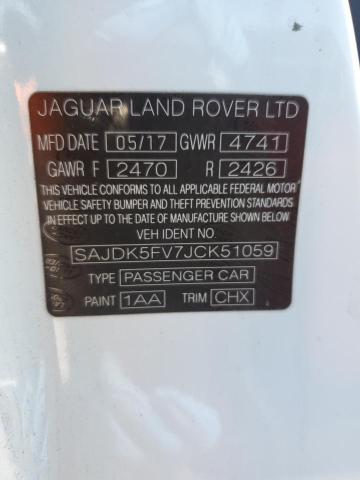 JAGUAR LAND ROVER LTD
MFD DATE 05/17 GVWR 4741
GAWR F 2470 R 2426
THIS VEHICLE CONFORMS TO ALL APPLICABLE FEDERAL MOTOR
VEHICLE SAFETY BUMPER AND THEFT PREVENTION STANDARDS
IN EFFECT UP TO THE DATE OF MANUFACTURE SHOWN ABOVE
VEH IDENT NO.
SAJDK5FV7JCK51059
TYPE PASSENGER CAR
PAINT 1AA TRIM CHX